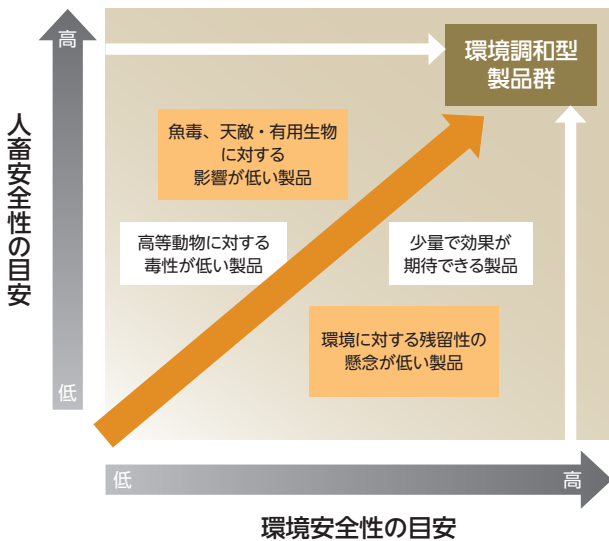 高
環境調和型
製品群
人畜安全性の目安
魚毒、天敵・有用生物
に対する
影響が低い製品
高等動物に対する
毒性が低い製品
少量で効果が
期待できる製品
環境に対する残留性の
懸念が低い製品
低
低
高
環境安全性の目安